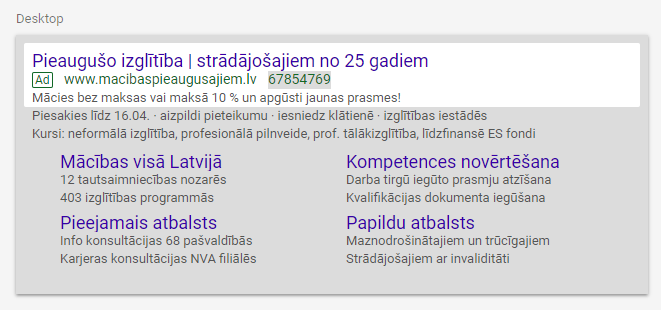 Desktop
Pieaugušo izglītība | strādājošajiem no 25 gadiem
Ad www.macibaspieaugusajiem.lv 67854769
Mācies bez maksas vai maksā 10 % un apgūsti jaunas prasmes!
Piesakies līdz 16.04. · aizpildi pieteikumu · iesniedz klātienē · izglītības iestādēs
Kursi: neformālā izglītība, profesionālā pilnveide, prof. tālākizglītība, līdzfinansē ES fondi
Mācības visā Latvijā
12 tautsaimniecības nozarēs
403 izglītības programmās
Kompetences novērtēšana
Darba tirgū iegūto prasmju atzīšana
Kvalifikācijas dokumenta iegūšana
Pieejamais atbalsts
Info konsultācijas 68 pašvaldībās
Karjeras konsultācijas NVA filiālēs
Papildu atbalsts
Maznodrošinātajiem un trūcīgajiem
Strādājošajiem ar invaliditāti